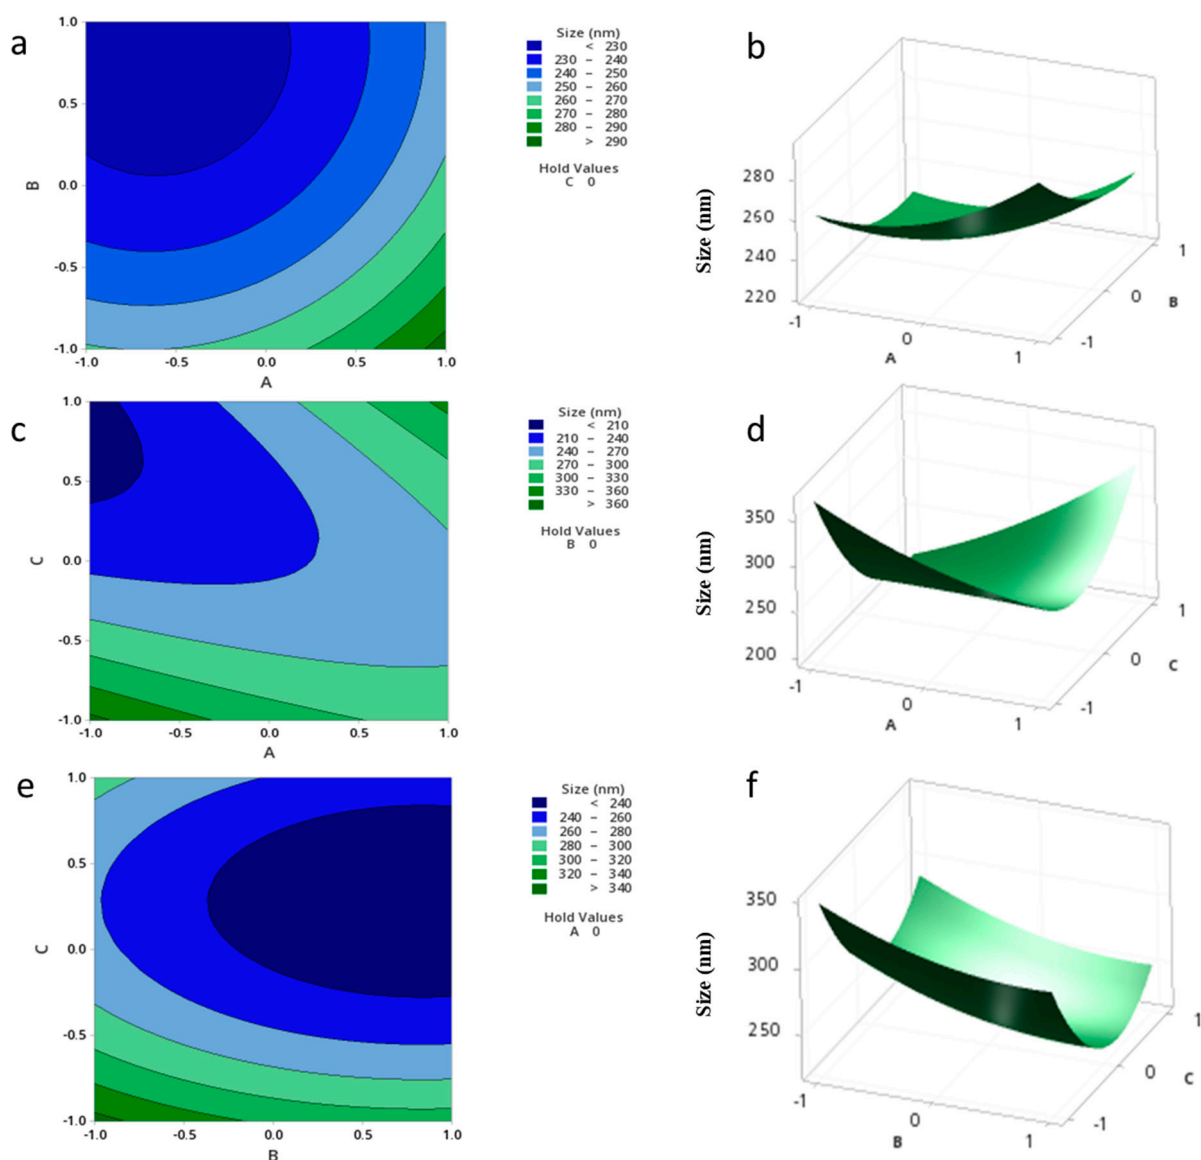 a
1.0
0.5
0.0
-0.5
-1.0
B
-1.0 -0.5 0.0 0.5 1.0
A
Size (nm)
< 230
230 – 240
240 – 250
250 – 260
260 – 270
270 – 280
280 – 290
> 290
Hold Values
C 0
b
Size (nm)
280
260
240
220
-1 0 1
A
-1 0 1
B
c
1.0
0.5
0.0
-0.5
-1.0
C
-1.0 -0.5 0.0 0.5 1.0
A
Size (nm)
< 210
210 – 240
240 – 270
270 – 300
300 – 330
330 – 360
> 360
Hold Values
B 0
d
Size (nm)
350
300
250
200
-1 0 1
A
-1 0 1
C
e
1.0
0.5
0.0
-0.5
-1.0
C
-1.0 -0.5 0.0 0.5 1.0
B
Size (nm)
< 240
240 – 260
260 – 280
280 – 300
300 – 320
320 – 340
> 340
Hold Values
A 0
f
Size (nm)
350
300
250
-1 0 1
B
-1 0 1
C